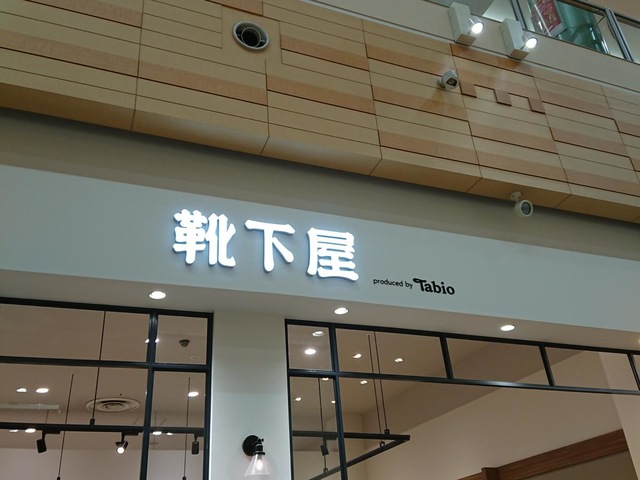 靴下屋
produced by Tabio